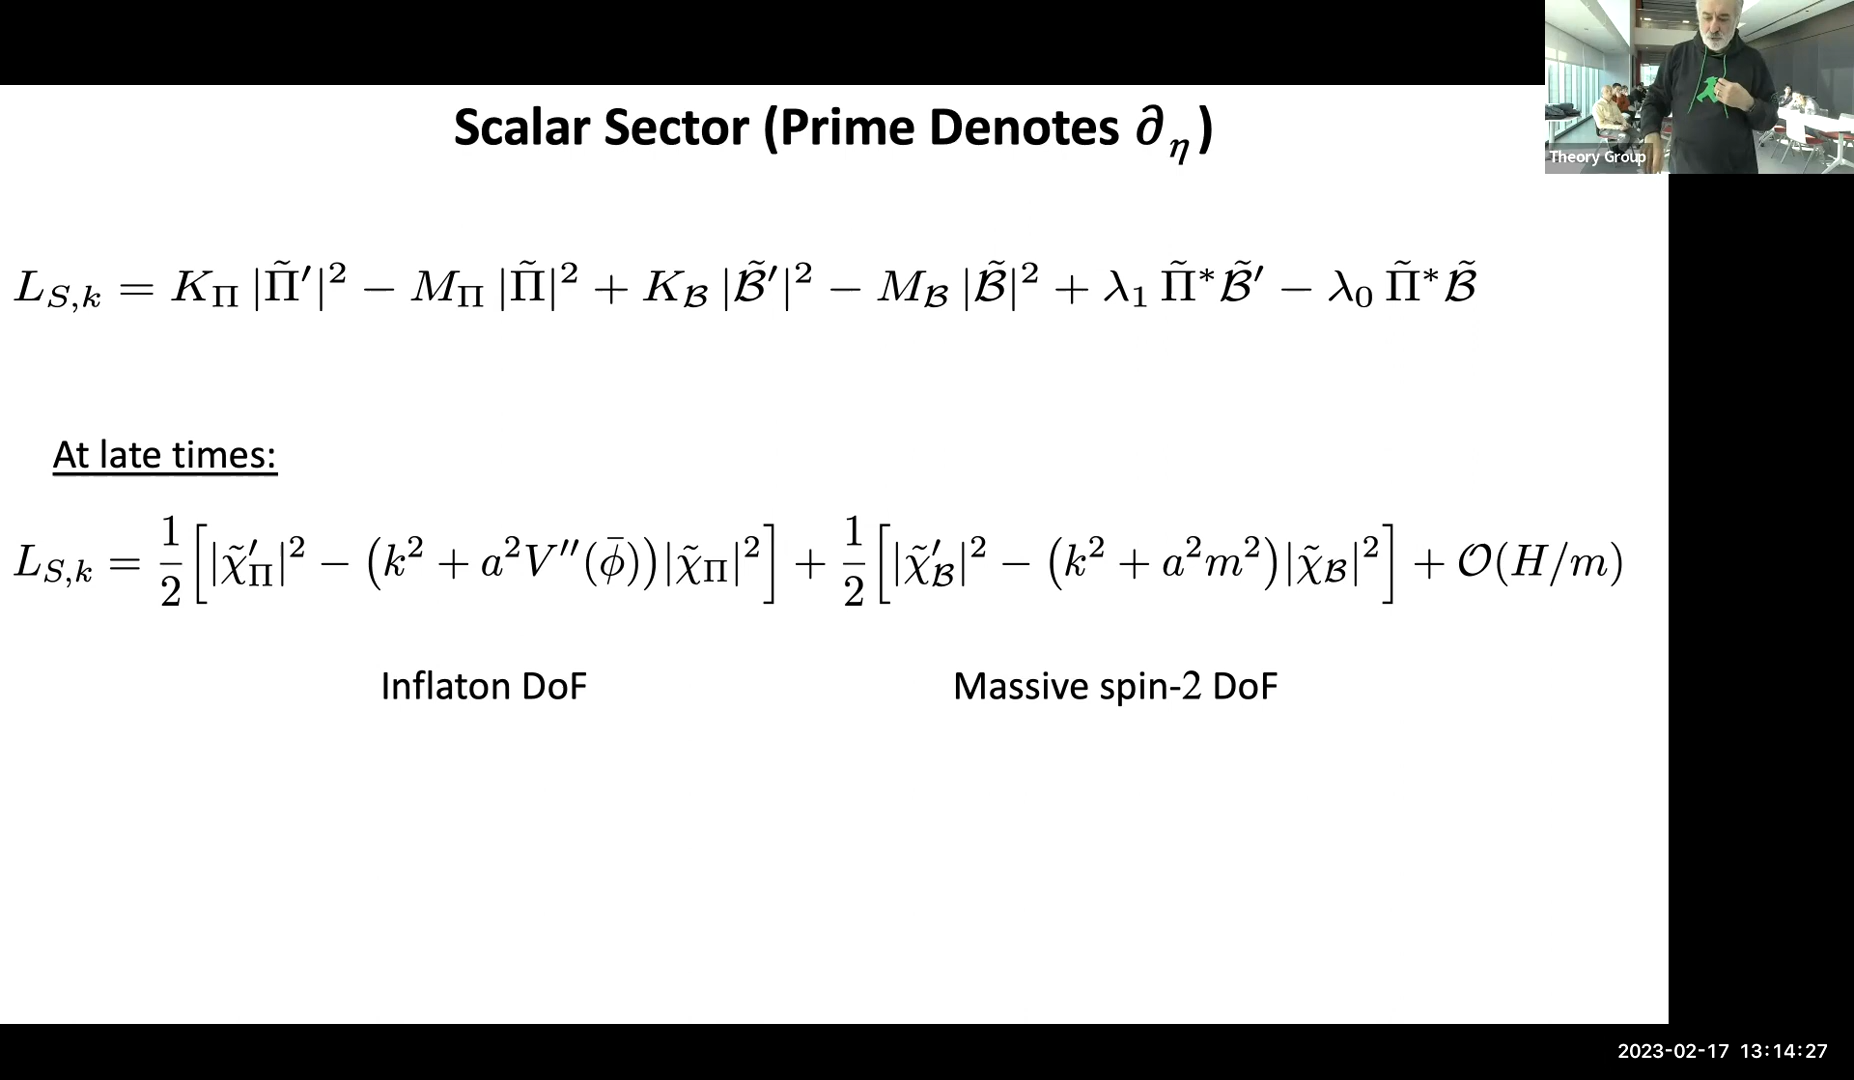 Scalar Sector (Prime Denotes ∂_η)
Theory Group
L_{S,k} = K_Π |Π̃′|² − M_Π |Π̃|² + K_ℬ |ℬ̃′|² − M_ℬ |ℬ̃|² + λ₁ Π̃*ℬ̃′ − λ₀ Π̃*ℬ̃
At late times:
L_{S,k} = 1/2 [|χ̃′_Π|² − (k² + a²V″(φ̄))|χ̃_Π|²] + 1/2 [|χ̃′_ℬ|² − (k² + a²m²)|χ̃_ℬ|²] + 𝒪(H/m)
Inflaton DoF
Massive spin-2 DoF
2023-02-17 13:14:27